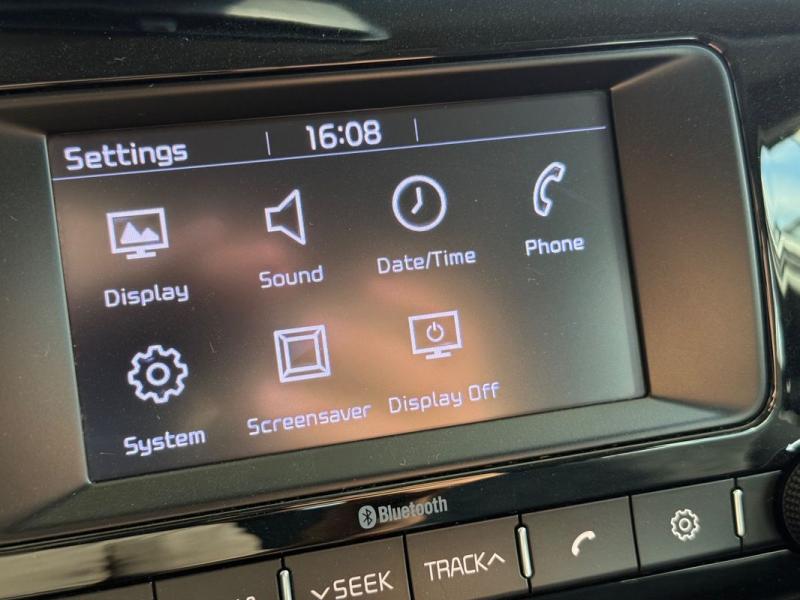 Settings 16:08
Display Sound Date/Time Phone
System Screensaver Display Off
Bluetooth
SEEK TRACK